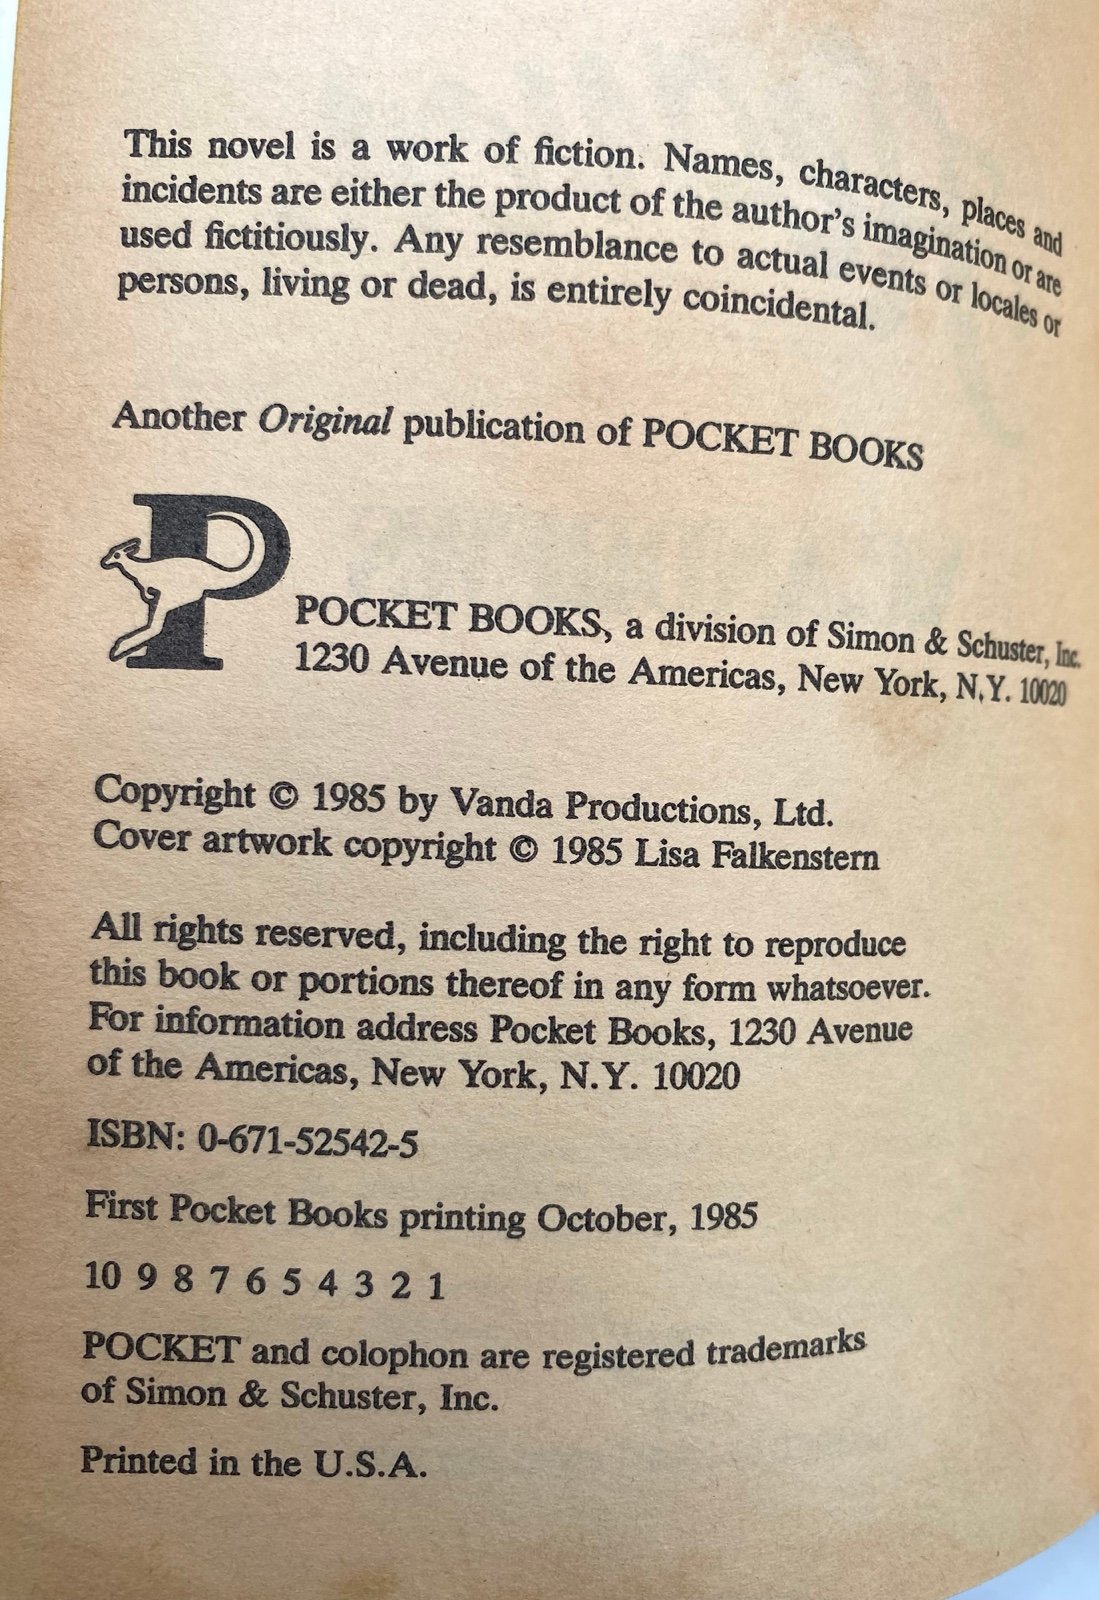 This novel is a work of fiction. Names, characters, places and
incidents are either the product of the author's imagination or are
used fictitiously. Any resemblance to actual events or locales or
persons, living or dead, is entirely coincidental.
Another Original publication of POCKET BOOKS
P
POCKET BOOKS, a division of Simon & Schuster, Inc.
1230 Avenue of the Americas, New York, N.Y. 10020
Copyright © 1985 by Vanda Productions, Ltd.
Cover artwork copyright © 1985 Lisa Falkenstern
All rights reserved, including the right to reproduce
this book or portions thereof in any form whatsoever.
For information address Pocket Books, 1230 Avenue
of the Americas, New York, N.Y. 10020
ISBN: 0-671-52542-5
First Pocket Books printing October, 1985
10 9 8 7 6 5 4 3 2 1
POCKET and colophon are registered trademarks
of Simon & Schuster, Inc.
Printed in the U.S.A.